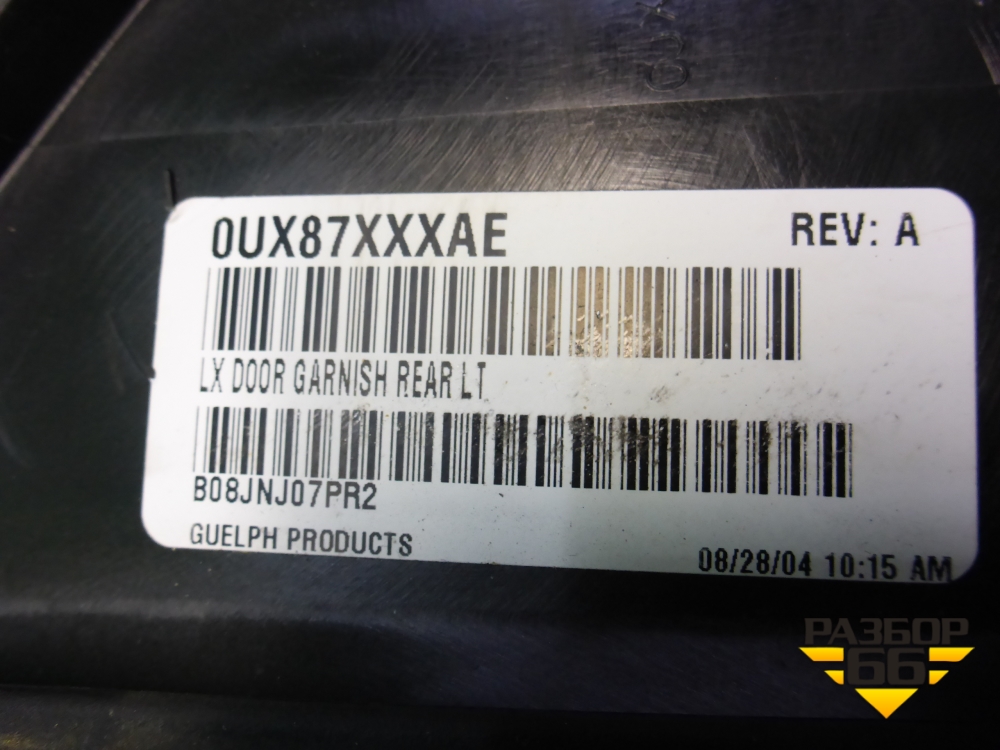 0UX87XXXAE
REV: A
LX DOOR GARNISH REAR LT
B08JNJ07PR2
GUELPH PRODUCTS
08/28/04 10:15 AM
РАЗБОР
66